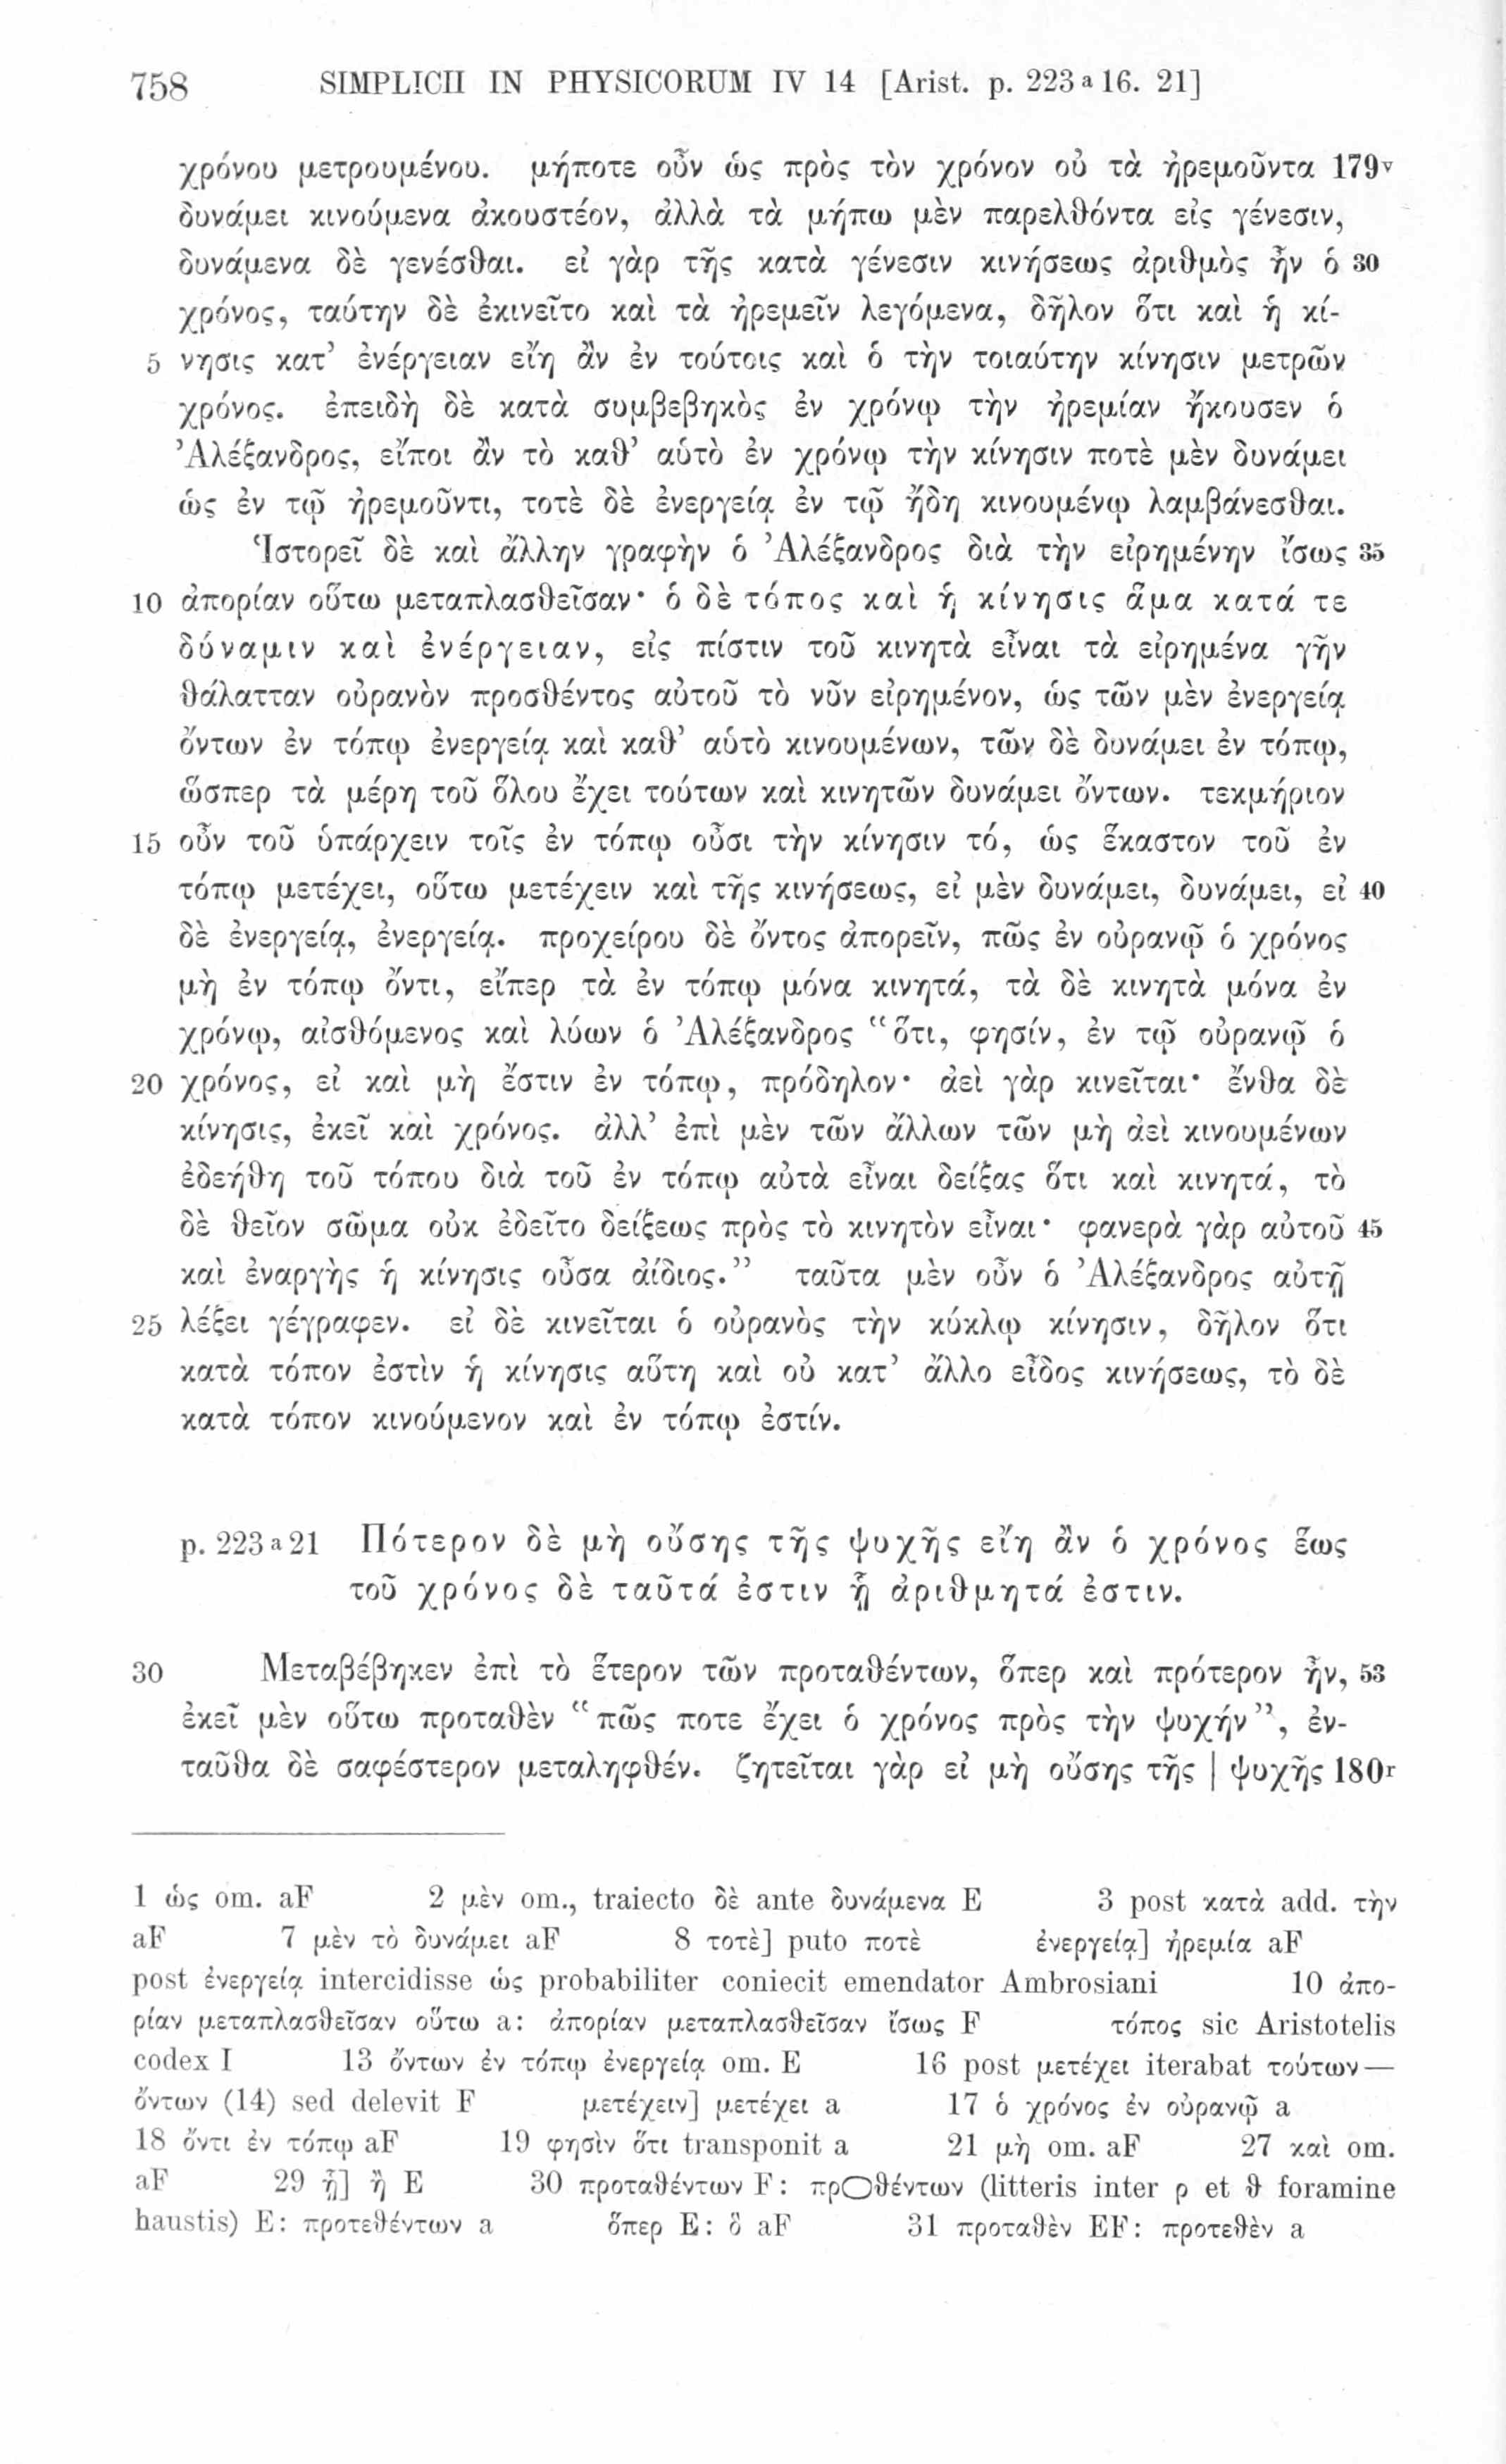 758 SIMPLICII IN PHYSICORUM IV 14 [Arist. p. 223 a 16. 21]
χρόνου μετρουμένου. μήποτε οὖν ὡς πρὸς τὸν χρόνον οὐ τὰ ἠρεμοῦντα 179v
δυνάμει κινούμενα ἀκουστέον, ἀλλὰ τὰ μήπω μὲν παρελθόντα εἰς γένεσιν,
δυνάμενα δὲ γενέσθαι. εἰ γὰρ τῆς κατὰ γένεσιν κινήσεως ἀριθμὸς ἦν ὁ 30
χρόνος, ταύτην δὲ ἐκινεῖτο καὶ τὰ ἠρεμεῖν λεγόμενα, δῆλον ὅτι καὶ ἡ κί-
5 νησις κατ' ἐνέργειαν εἴη ἂν ἐν τούτοις καὶ ὁ τὴν τοιαύτην κίνησιν μετρῶν
χρόνος. ἐπειδὴ δὲ κατὰ συμβεβηκὸς ἐν χρόνῳ τὴν ἠρεμίαν ἤκουσεν ὁ
Ἀλέξανδρος, εἴποι ἂν τὸ καθ' αὑτὸ ἐν χρόνῳ τὴν κίνησιν ποτὲ μὲν δυνάμει
ὡς ἐν τῷ ἠρεμοῦντι, τοτὲ δὲ ἐνεργείᾳ ἐν τῷ ἤδη κινουμένῳ λαμβάνεσθαι.
Ἱστορεῖ δὲ καὶ ἄλλην γραφὴν ὁ Ἀλέξανδρος διὰ τὴν εἰρημένην ἴσως 35
10 ἀπορίαν οὕτω μεταπλασθεῖσαν· ὁ δὲ τόπος καὶ ἡ κίνησις ἅμα κατά τε
δύναμιν καὶ ἐνέργειαν, εἰς πίστιν τοῦ κινητὰ εἶναι τὰ εἰρημένα γῆν
θάλατταν οὐρανὸν προσθέντος αὐτοῦ τὸ νῦν εἰρημένον, ὡς τῶν μὲν ἐνεργείᾳ
ὄντων ἐν τόπῳ ἐνεργείᾳ καὶ καθ' αὑτὸ κινουμένων, τῶν δὲ δυνάμει ἐν τόπῳ,
ὥσπερ τὰ μέρη τοῦ ὅλου ἔχει τούτων καὶ κινητῶν δυνάμει ὄντων. τεκμήριον
15 οὖν τοῦ ὑπάρχειν τοῖς ἐν τόπῳ οὖσι τὴν κίνησιν τό, ὡς ἕκαστον τοῦ ἐν
τόπῳ μετέχει, οὕτω μετέχειν καὶ τῆς κινήσεως, εἰ μὲν δυνάμει, δυνάμει, εἰ 40
δὲ ἐνεργείᾳ, ἐνεργείᾳ. προχείρου δὲ ὄντος ἀπορεῖν, πῶς ἐν οὐρανῷ ὁ χρόνος
μὴ ἐν τόπῳ ὄντι, εἴπερ τὰ ἐν τόπῳ μόνα κινητά, τὰ δὲ κινητὰ μόνα ἐν
χρόνῳ, αἰσθόμενος καὶ λύων ὁ Ἀλέξανδρος “ὅτι, φησίν, ἐν τῷ οὐρανῷ ὁ
20 χρόνος, εἰ καὶ μὴ ἔστιν ἐν τόπῳ, πρόδηλον· ἀεὶ γὰρ κινεῖται· ἔνθα δὲ
κίνησις, ἐκεῖ καὶ χρόνος. ἀλλ' ἐπὶ μὲν τῶν ἄλλων τῶν μὴ ἀεὶ κινουμένων
ἐδεήθη τοῦ τόπου διὰ τοῦ ἐν τόπῳ αὐτὰ εἶναι δείξας ὅτι καὶ κινητά, τὸ
δὲ θεῖον σῶμα οὐκ ἐδεῖτο δείξεως πρὸς τὸ κινητὸν εἶναι· φανερὰ γὰρ αὐτοῦ 45
καὶ ἐναργὴς ἡ κίνησις οὖσα ἀίδιος.” ταῦτα μὲν οὖν ὁ Ἀλέξανδρος αὐτῇ
25 λέξει γέγραφεν. εἰ δὲ κινεῖται ὁ οὐρανὸς τὴν κύκλῳ κίνησιν, δῆλον ὅτι
κατὰ τόπον ἐστὶν ἡ κίνησις αὕτη καὶ οὐ κατ' ἄλλο εἶδος κινήσεως, τὸ δὲ
κατὰ τόπον κινούμενον καὶ ἐν τόπῳ ἐστίν.
p. 223 a 21 Πότερον δὲ μὴ οὔσης τῆς ψυχῆς εἴη ἂν ὁ χρόνος ἕως
τοῦ χρόνος δὲ ταῦτά ἐστιν ᾗ ἀριθμητά ἐστιν.
30 Μεταβέβηκεν ἐπὶ τὸ ἕτερον τῶν προταθέντων, ὅπερ καὶ πρότερον ἦν, 53
ἐκεῖ μὲν οὕτω προταθὲν “πῶς ποτε ἔχει ὁ χρόνος πρὸς τὴν ψυχήν”, ἐν-
ταῦθα δὲ σαφέστερον μεταληφθέν. ζητεῖται γὰρ εἰ μὴ οὔσης τῆς | ψυχῆς 180r
1 ὡς om. aF 2 μὲν om., traiecto δὲ ante δυνάμενα E 3 post κατὰ add. τὴν
aF 7 μὲν τὸ δυνάμει aF 8 τοτὲ] puto ποτὲ ἐνεργείᾳ] ἠρεμία aF
post ἐνεργείᾳ intercidisse ὡς probabiliter coniecit emendator Ambrosiani 10 ἀπο-
ρίαν μεταπλασθεῖσαν οὕτω a: ἀπορίαν μεταπλασθεῖσαν ἴσως F τόπος sic Aristotelis
codex I 13 ὄντων ἐν τόπῳ ἐνεργείᾳ om. E 16 post μετέχει iterabat τούτων—
ὄντων (14) sed delevit F μετέχειν] μετέχει a 17 ὁ χρόνος ἐν οὐρανῷ a
18 ὄντι ἐν τόπῳ aF 19 φησὶν ὅτι transponit a 21 μὴ om. aF 27 καὶ om.
aF 29 ᾗ] ἢ E 30 προταθέντων F: πρ◯θέντων (litteris inter ρ et θ foramine
haustis) E: προτεθέντων a ὅπερ E: ὃ aF 31 προταθὲν EF: προτεθὲν a